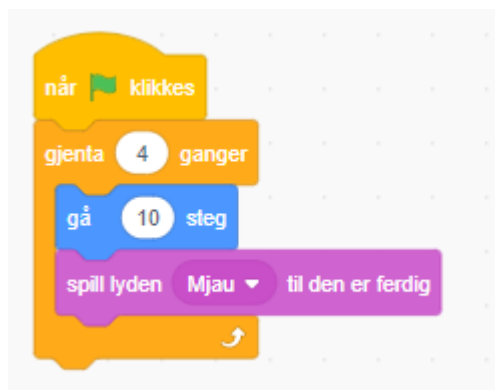 når klikkes
gjenta 4 ganger
gå 10 steg
spill lyden Mjau til den er ferdig